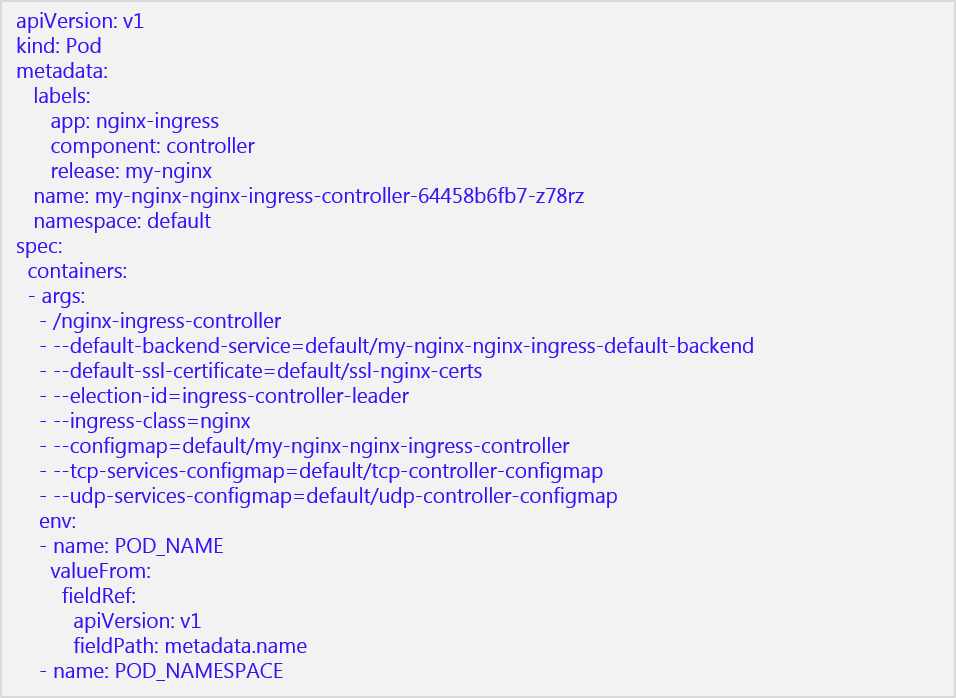 apiVersion: v1
kind: Pod
metadata:
labels:
app: nginx-ingress
component: controller
release: my-nginx
name: my-nginx-nginx-ingress-controller-64458b6fb7-z78rz
namespace: default
spec:
containers:
- args:
- /nginx-ingress-controller
- --default-backend-service=default/my-nginx-nginx-ingress-default-backend
- --default-ssl-certificate=default/ssl-nginx-certs
- --election-id=ingress-controller-leader
- --ingress-class=nginx
- --configmap=default/my-nginx-nginx-ingress-controller
- --tcp-services-configmap=default/tcp-controller-configmap
- --udp-services-configmap=default/udp-controller-configmap
env:
- name: POD_NAME
valueFrom:
fieldRef:
apiVersion: v1
fieldPath: metadata.name
- name: POD_NAMESPACE